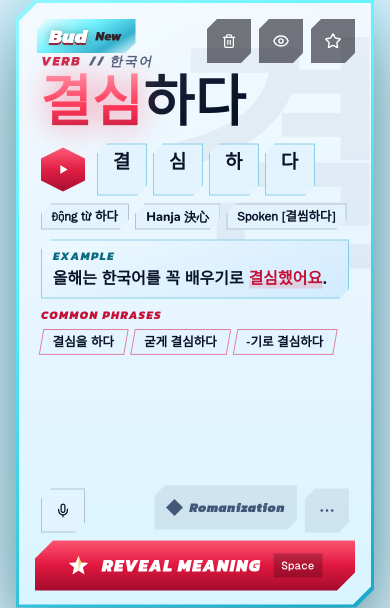 Bud New
VERB // 한국어
결심하다
결 심 하 다
Động từ 하다 Hanja 決心 Spoken [결씸하다]
EXAMPLE
올해는 한국어를 꼭 배우기로 결심했어요.
COMMON PHRASES
결심을 하다 굳게 결심하다 -기로 결심하다
Romanization ...
REVEAL MEANING Space